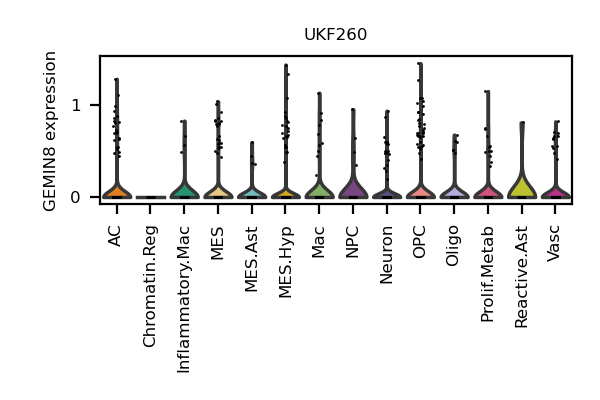 UKF260
GEMIN8 expression
1
0
AC
Chromatin.Reg
Inflammatory.Mac
MES
MES.Ast
MES.Hyp
Mac
NPC
Neuron
OPC
Oligo
Prolif.Metab
Reactive.Ast
Vasc